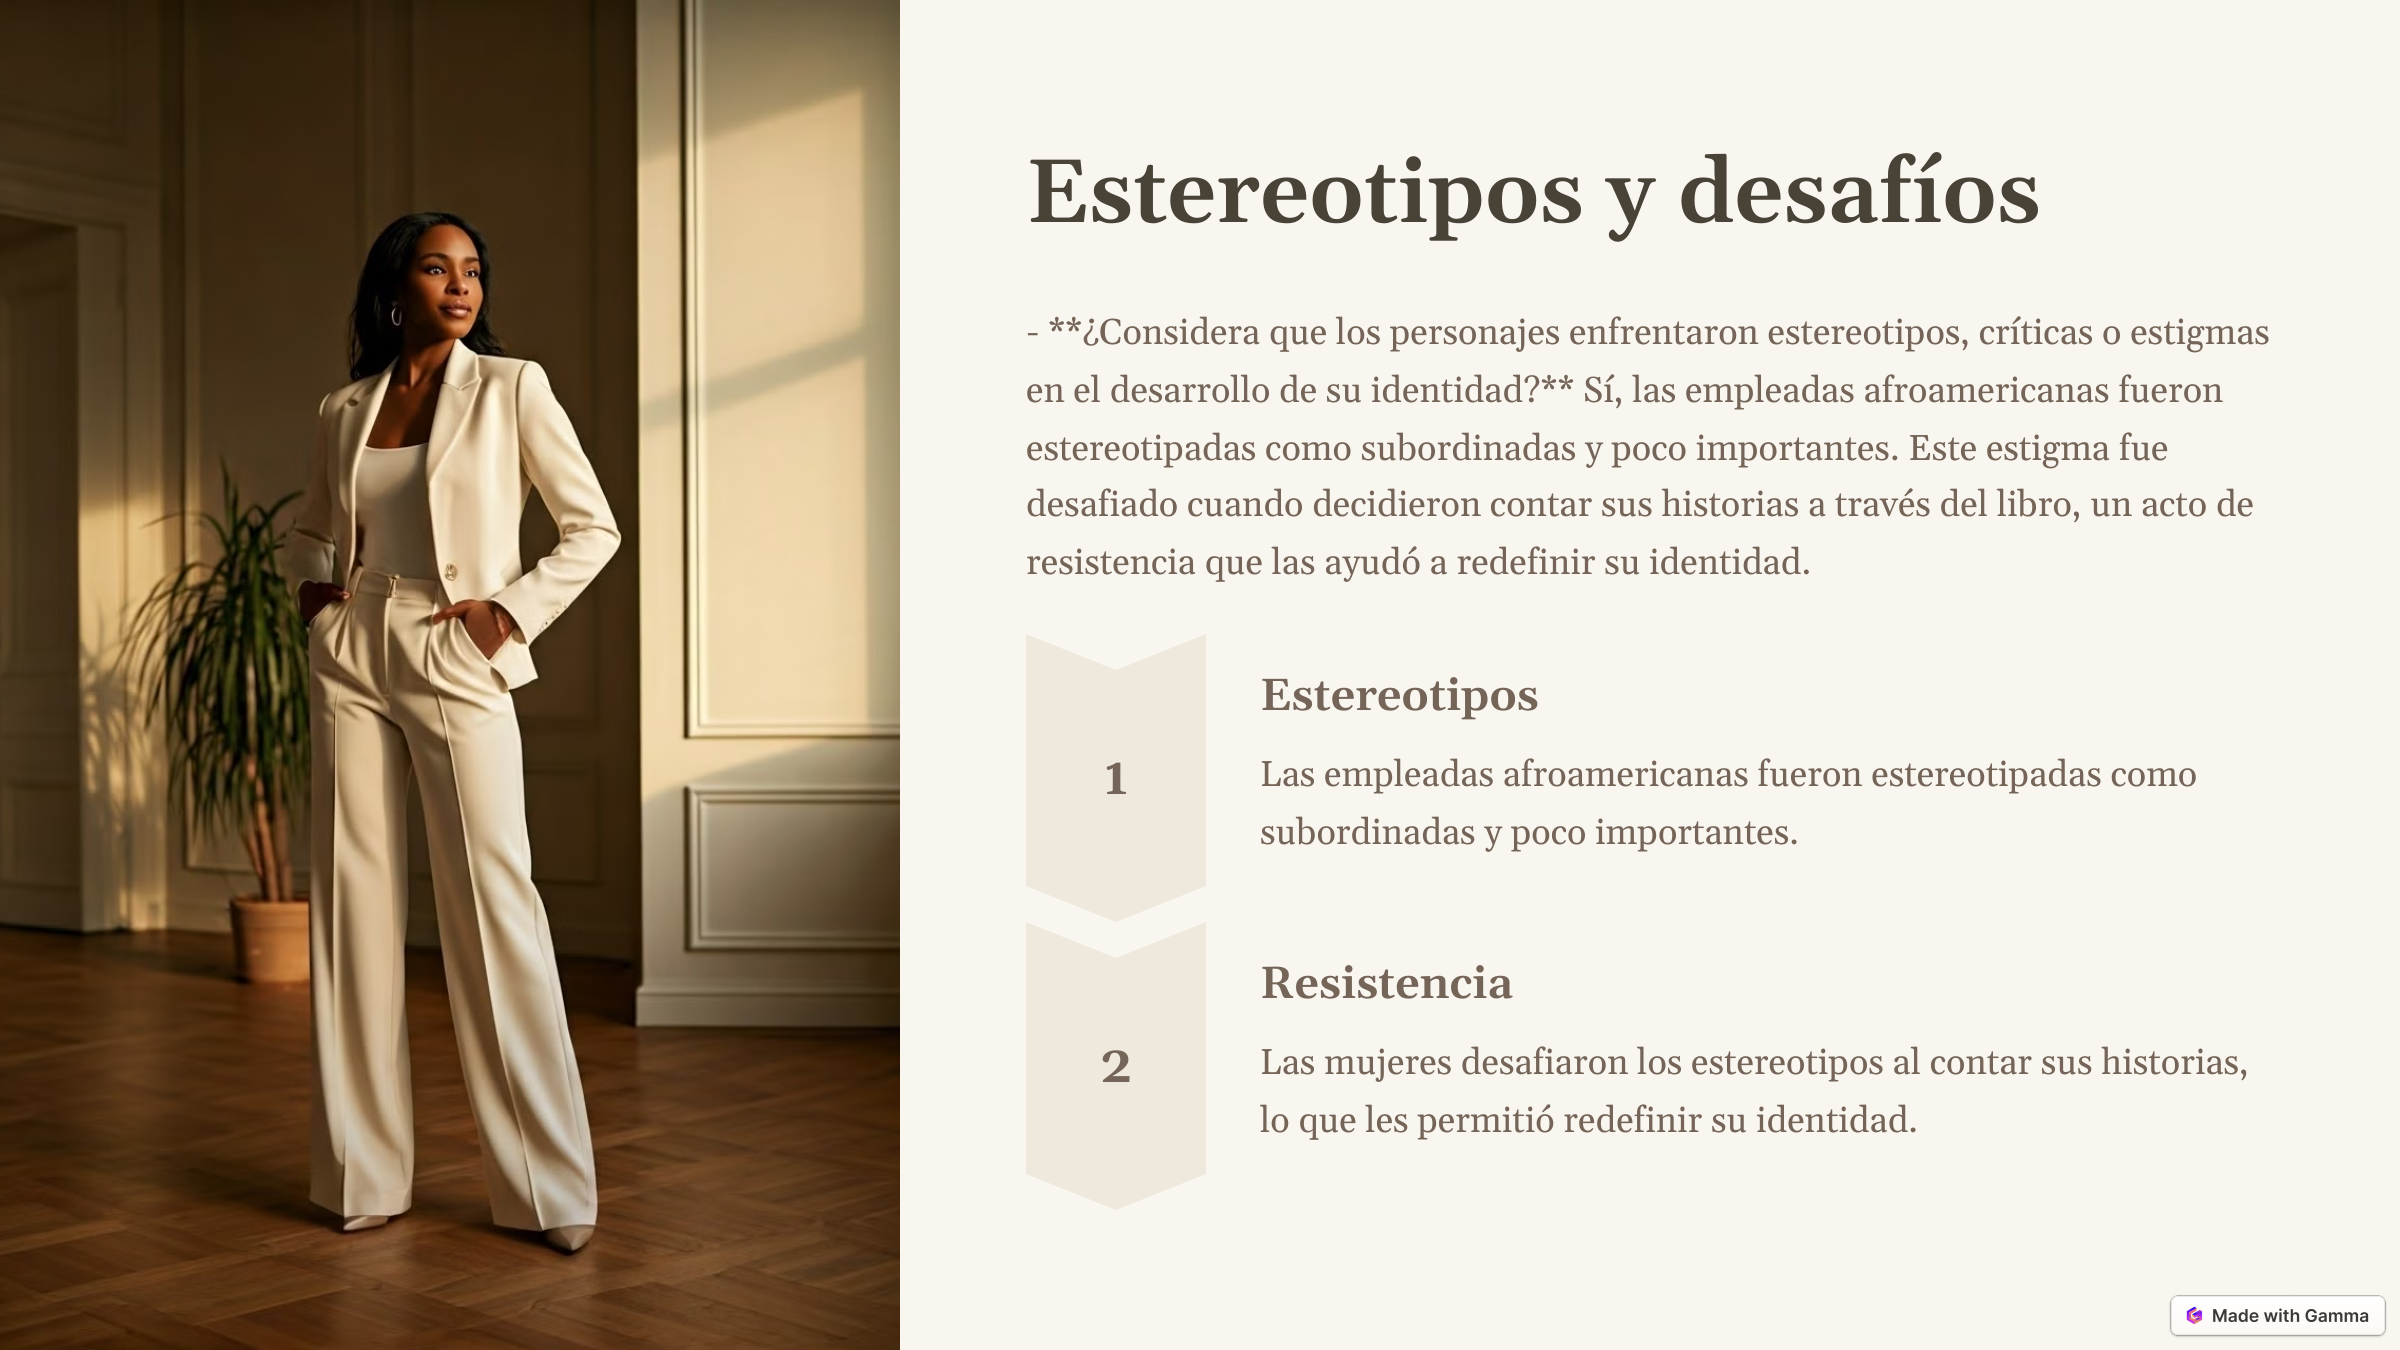 Estereotipos y desafíos
- **¿Considera que los personajes enfrentaron estereotipos, críticas o estigmas
en el desarrollo de su identidad?** Sí, las empleadas afroamericanas fueron
estereotipadas como subordinadas y poco importantes. Este estigma fue
desafiado cuando decidieron contar sus historias a través del libro, un acto de
resistencia que las ayudó a redefinir su identidad.
1
Estereotipos
Las empleadas afroamericanas fueron estereotipadas como
subordinadas y poco importantes.
2
Resistencia
Las mujeres desafiaron los estereotipos al contar sus historias,
lo que les permitió redefinir su identidad.
Made with Gamma